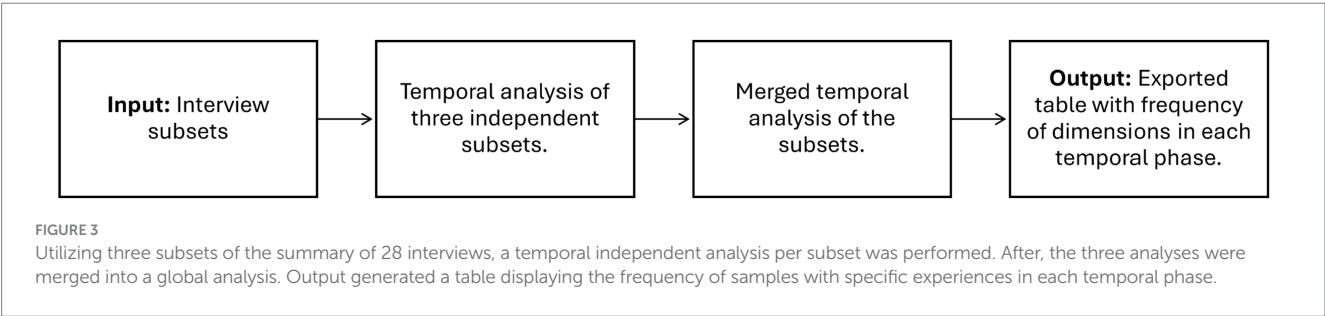 Input: Interview
subsets
Temporal analysis of
three independent
subsets.
Merged temporal
analysis of the
subsets.
Output: Exported
table with frequency
of dimensions in each
temporal phase.
FIGURE 3
Utilizing three subsets of the summary of 28 interviews, a temporal independent analysis per subset was performed. After, the three analyses were
merged into a global analysis. Output generated a table displaying the frequency of samples with specific experiences in each temporal phase.